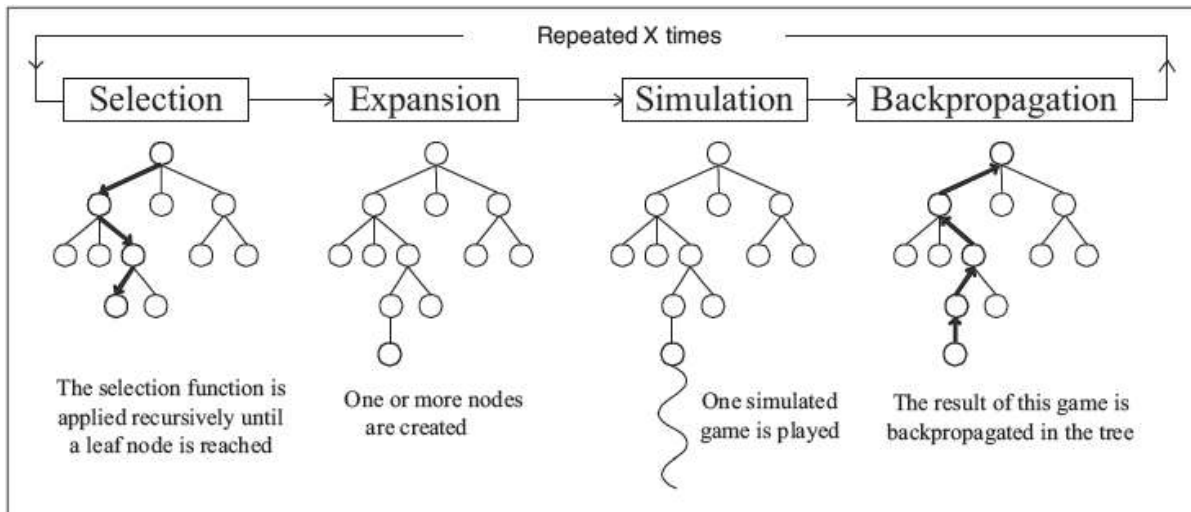 Repeated X times
Selection
Expansion
Simulation
Backpropagation
The selection function is
applied recursively until
a leaf node is reached
One or more nodes
are created
One simulated
game is played
The result of this game is
backpropagated in the tree